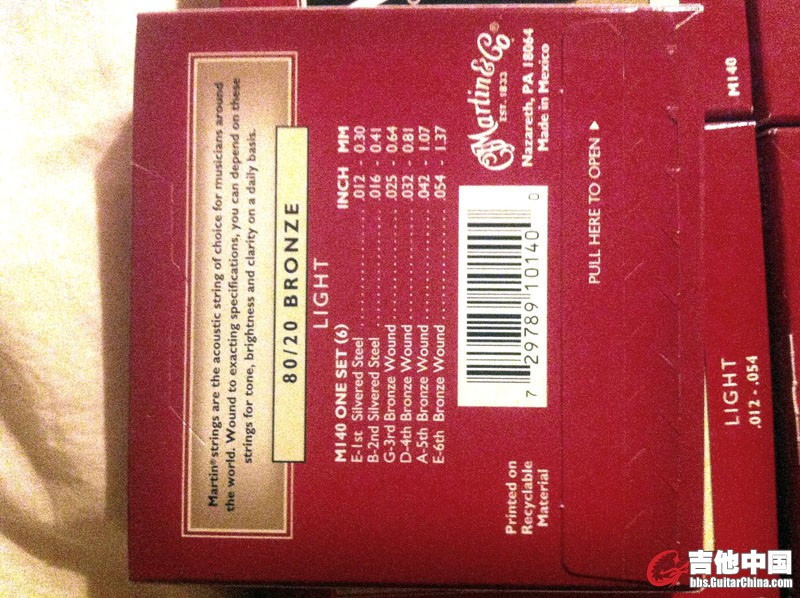 Martin® strings are the acoustic string of choice for musicians around
the world. Wound to exacting specifications, you can depend on these
strings for tone, brightness and clarity on a daily basis.
80/20 BRONZE
LIGHT
M140 ONE SET (6) INCH MM
E-1st Silvered Steel .012 - 0.30
B-2nd Silvered Steel .016 - 0.41
G-3rd Bronze Wound .025 - 0.64
D-4th Bronze Wound .032 - 0.81
A-5th Bronze Wound .042 - 1.07
E-6th Bronze Wound .054 - 1.37
7 29789 10140 0
CF Martin & Co
EST. 1833
Nazareth, PA 18064
Made in Mexico
Printed on
Recyclable
Material
PULL HERE TO OPEN ▶
LIGHT
.012 - .054
M140
吉他中国
bbs.GuitarChina.com